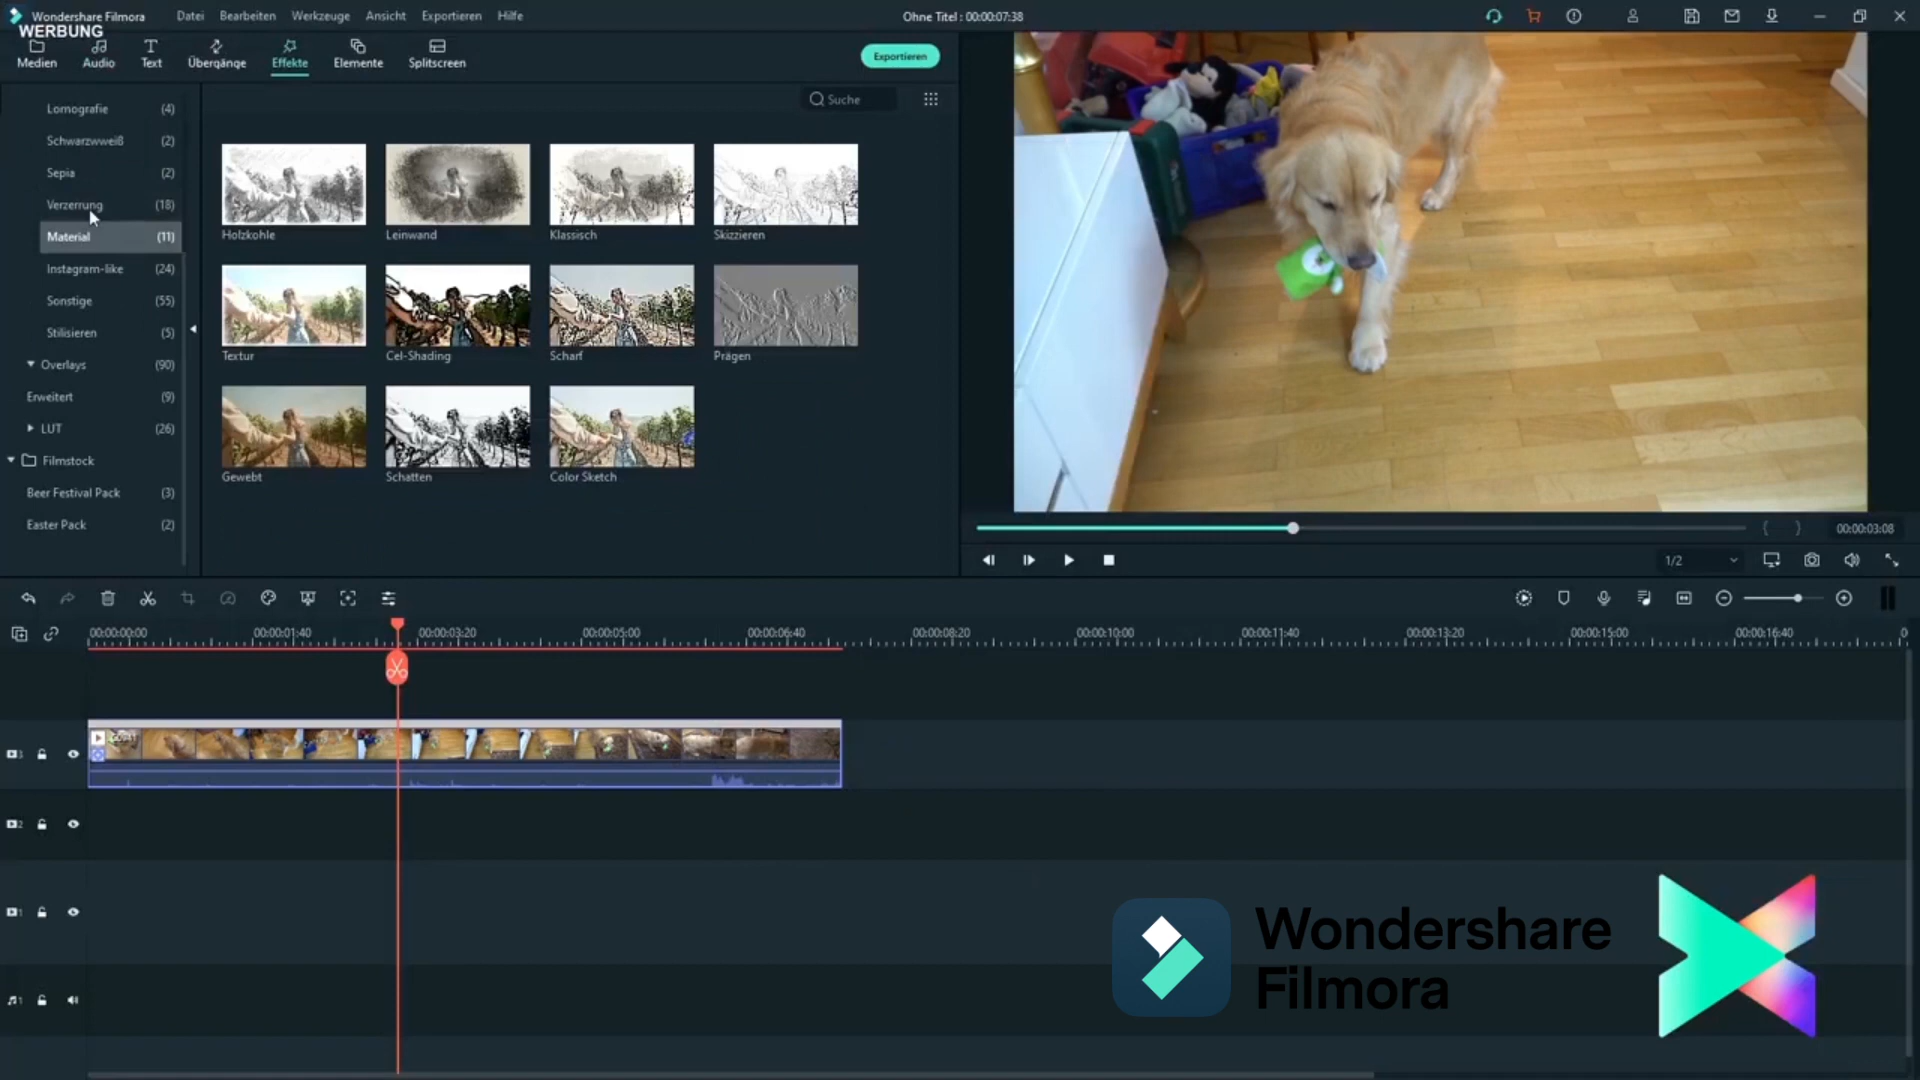 Wondershare Filmora Datei Bearbeiten Werkzeuge Ansicht Exportieren Hilfe Ohne Titel : 00:00:07:38
WERBUNG
Medien Audio Text Übergänge Effekte Elemente Splitscreen Exportieren
Suche
Lomografie (4)
Schwarzwweiß (2)
Sepia (2)
Verzerrung (18)
Material (11)
Instagram-like (24)
Sonstige (55)
Stilisieren (5)
Overlays (90)
Erweitert (9)
LUT (26)
Filmstock
Beer Festival Pack (3)
Easter Pack (2)
Holzkohle Leinwand Klassisch Skizzieren
Textur Cel-Shading Scharf Prägen
Gewebt Schatten Color Sketch
{ } 00:00:03:08
1/2
00:00:00:00 00:00:01:40 00:00:03:20 00:00:05:00 00:00:06:40 00:00:08:20 00:00:10:00 00:00:11:40 00:00:13:20 00:00:15:00 00:00:16:40 0
3
2
1
1
Wondershare
Filmora